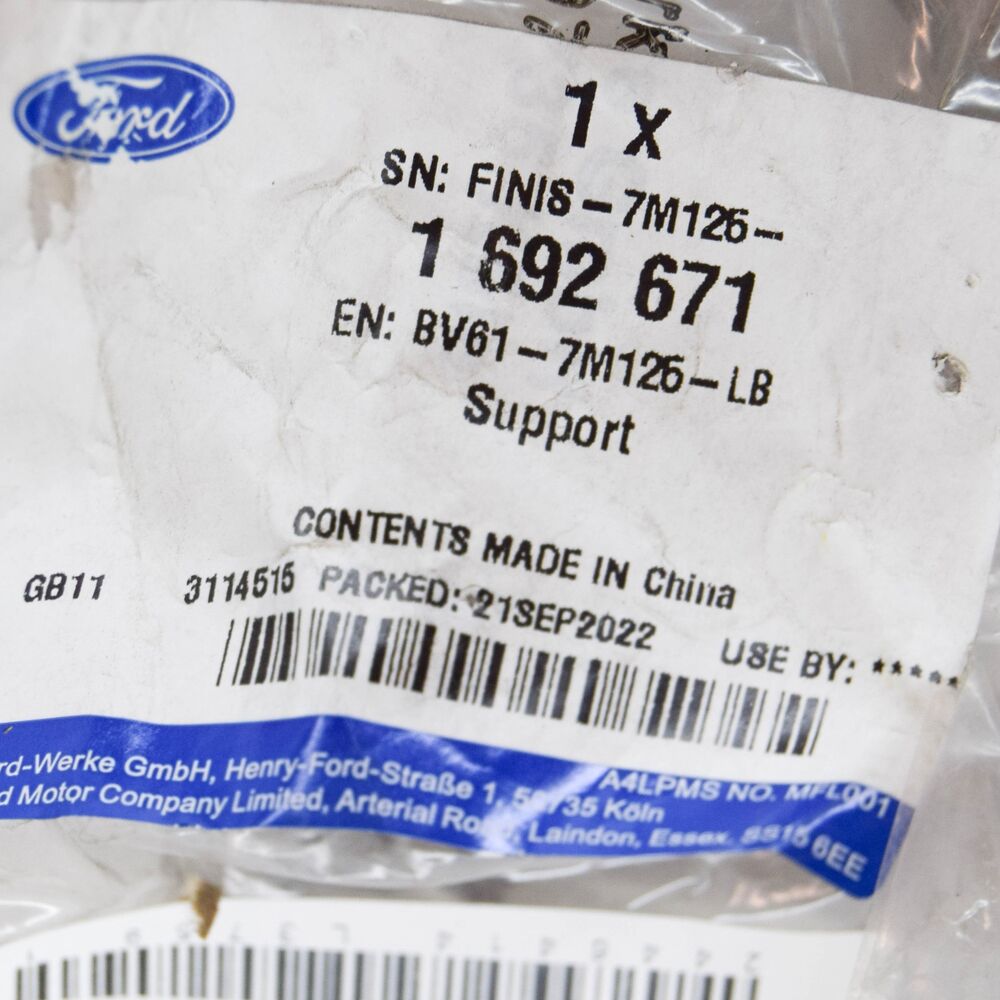 Ford
1 x
SN: FINIS-7M126-
1 692 671
EN: BV61-7M126-LB
Support
CONTENTS MADE IN China
GB11 3114515 PACKED: 21SEP2022 USE BY: *****
A4LPMS NO. MFL001
rd-Werke GmbH, Henry-Ford-Straße 1, 50735 Köln
d Motor Company Limited, Arterial Road, Laindon, Essex. SS15 6EE